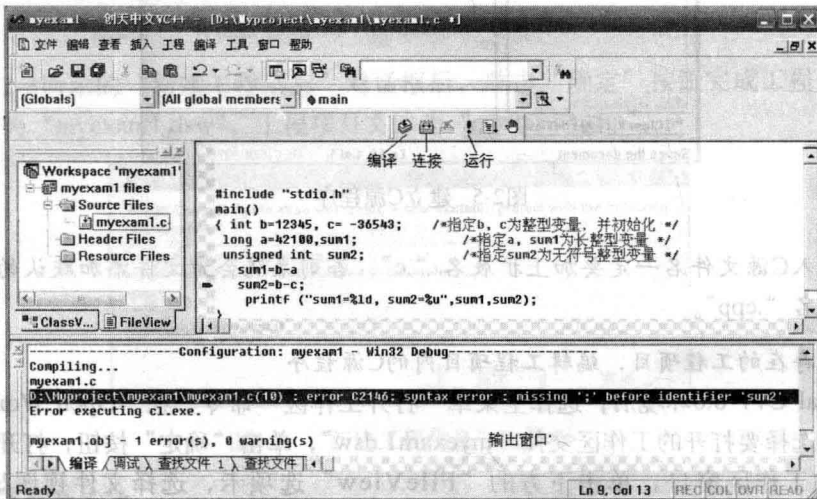 myexam1 - 创天中文VC++ - [D:\Myproject\myexam1\myexam1.c *]
文件 编辑 查看 插入 工程 编译 工具 窗口 帮助
(Globals) [All global members main
编译 连接 运行
Workspace 'myexam1'
myexam1 files
Source Files
myexam1.c
Header Files
Resource Files
ClassV... FileView
#include "stdio.h"
main()
{ int b=12345, c= -36543; /*指定b, c为整型变量, 并初始化 */
long a=42100,sum1; /*指定a, sum1为长整型变量 */
unsigned int sum2; /*指定sum2为无符号整型变量 */
sum1=b-a
sum2=b-c;
printf ("sum1=%ld, sum2=%u",sum1,sum2);
}
Configuration: myexam1 - Win32 Debug
Compiling...
myexam1.c
D:\Myproject\myexam1\myexam1.c(10) : error C2146: syntax error : missing ';' before identifier 'sum2'
Error executing cl.exe.
myexam1.obj - 1 error(s), 0 warning(s)
输出窗口
编译 调试 查找文件 1 查找文件
Ready Ln 9, Col 13 REC COL OVR READ